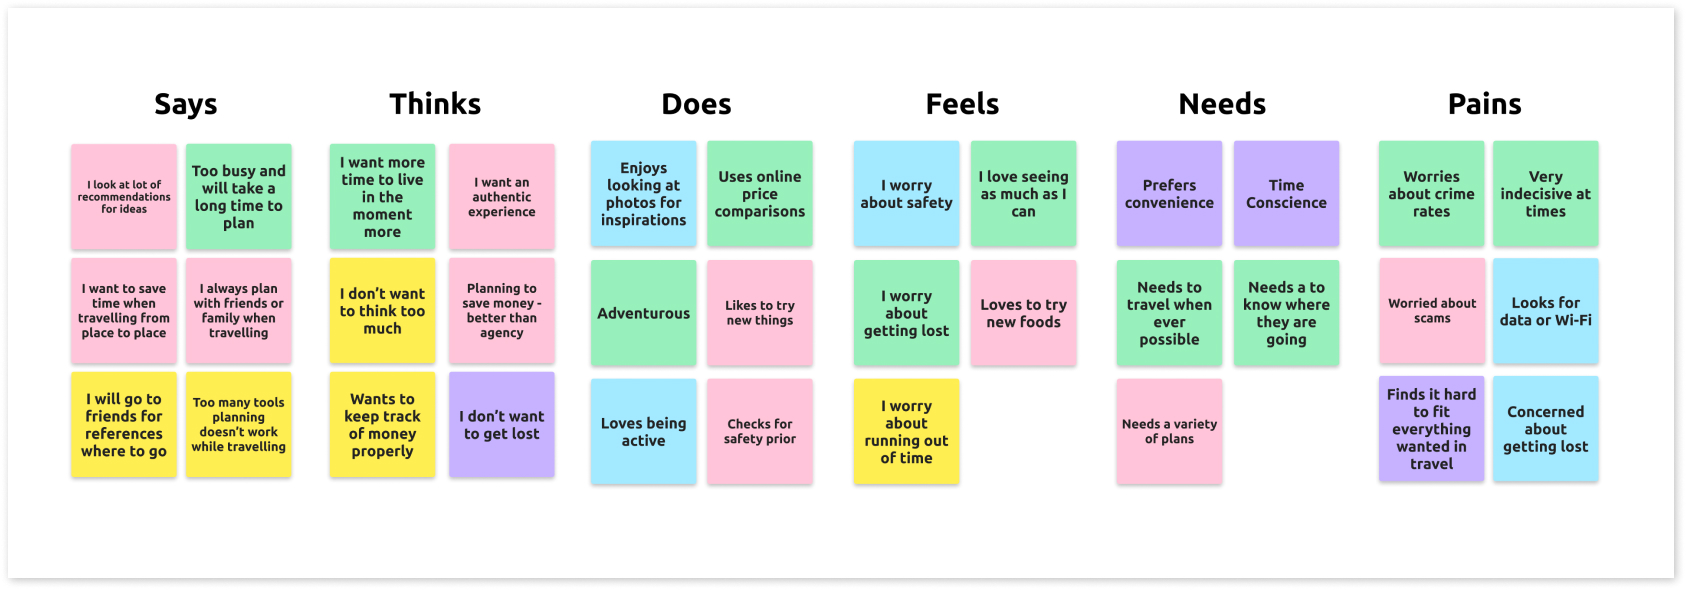 Says
I look at lot of
recommendations
for ideas
Too busy and
will take a
long time to
plan
I want to save
time when
travelling from
place to place
I always plan
with friends or
family when
travelling
I will go to
friends for
references
where to go
Too many tools
planning
doesn't work
while travelling
Thinks
I want more
time to live
in the
moment
more
I want an
authentic
experience
I don't want
to think too
much
Planning to
save money -
better than
agency
Wants to
keep track
of money
properly
I don't want
to get lost
Does
Enjoys
looking at
photos for
inspirations
Uses online
price
comparisons
Adventurous
Likes to try
new things
Loves being
active
Checks for
safety prior
Feels
I worry
about safety
I love seeing
as much as I
can
I worry
about
getting lost
Loves to try
new foods
I worry
about
running out
of time
Needs
Prefers
convenience
Time
Conscience
Needs to
travel when
ever
possible
Needs a to
know where
they are
going
Needs a variety
of plans
Pains
Worries
about crime
rates
Very
indecisive at
times
Worried about
scams
Looks for
data or Wi-Fi
Finds it hard
to fit
everything
wanted in
travel
Concerned
about
getting lost